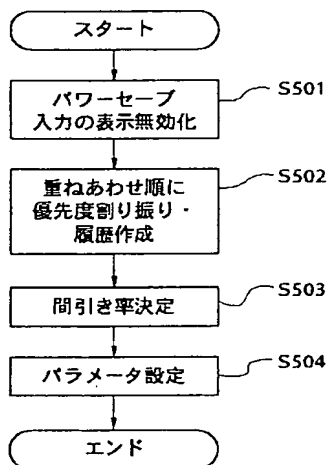 スタート
パワーセーブ
入力の表示無効化
S501
重ねあわせ順に
優先度割り振り・
履歴作成
S502
間引き率決定
S503
パラメータ設定
S504
エンド